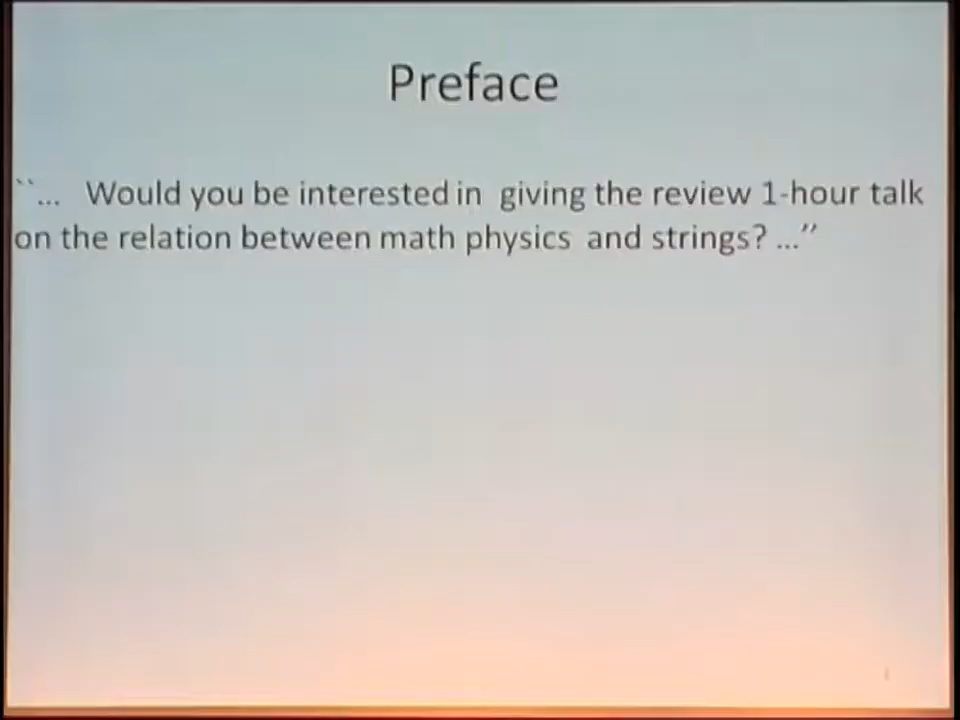 Preface
``... Would you be interested in giving the review 1-hour talk
on the relation between math physics and strings? ...”